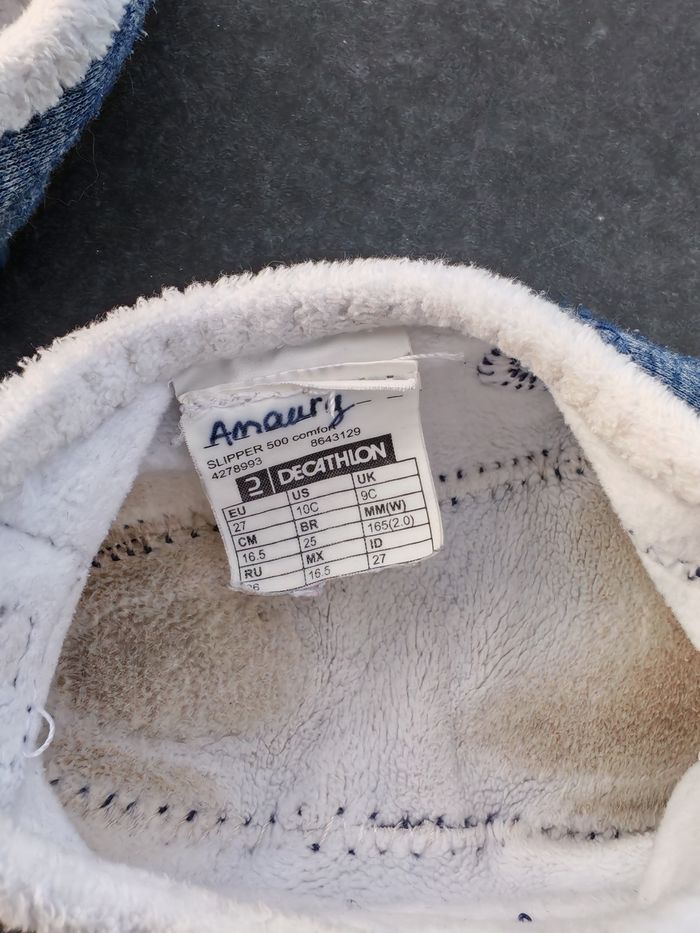 Amaury
SLIPPER 500 comfort
4278993 8643129
DECATHLON
EU US UK
27 10C 9C
CM BR MM(W)
16.5 25 165(2.0)
RU MX ID
26 16.5 27